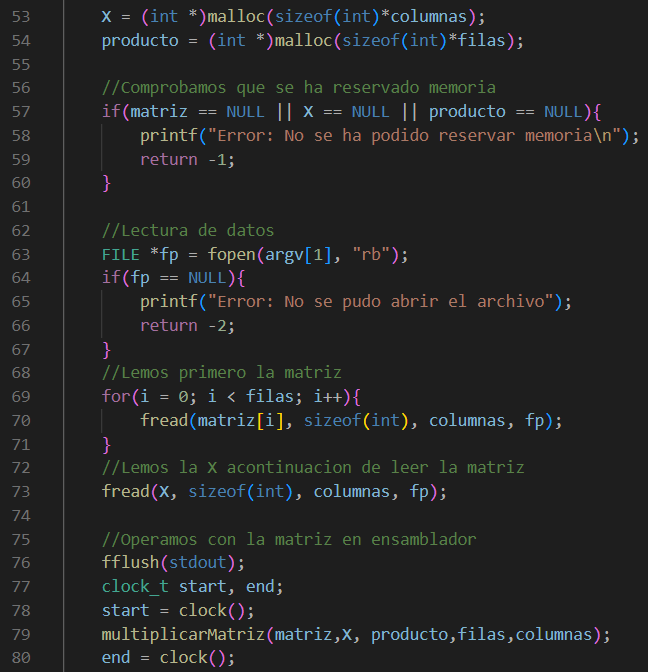 53 X = (int *)malloc(sizeof(int)*columnas);
54 producto = (int *)malloc(sizeof(int)*filas);
55
56 //Comprobamos que se ha reservado memoria
57 if(matriz == NULL || X == NULL || producto == NULL){
58 printf("Error: No se ha podido reservar memoria\n");
59 return -1;
60 }
61
62 //Lectura de datos
63 FILE *fp = fopen(argv[1], "rb");
64 if(fp == NULL){
65 printf("Error: No se pudo abrir el archivo");
66 return -2;
67 }
68 //Lemos primero la matriz
69 for(i = 0; i < filas; i++){
70 fread(matriz[i], sizeof(int), columnas, fp);
71 }
72 //Lemos la X acontinuacion de leer la matriz
73 fread(X, sizeof(int), columnas, fp);
74
75 //Operamos con la matriz en ensamblador
76 fflush(stdout);
77 clock_t start, end;
78 start = clock();
79 multiplicarMatriz(matriz,X, producto,filas,columnas);
80 end = clock();